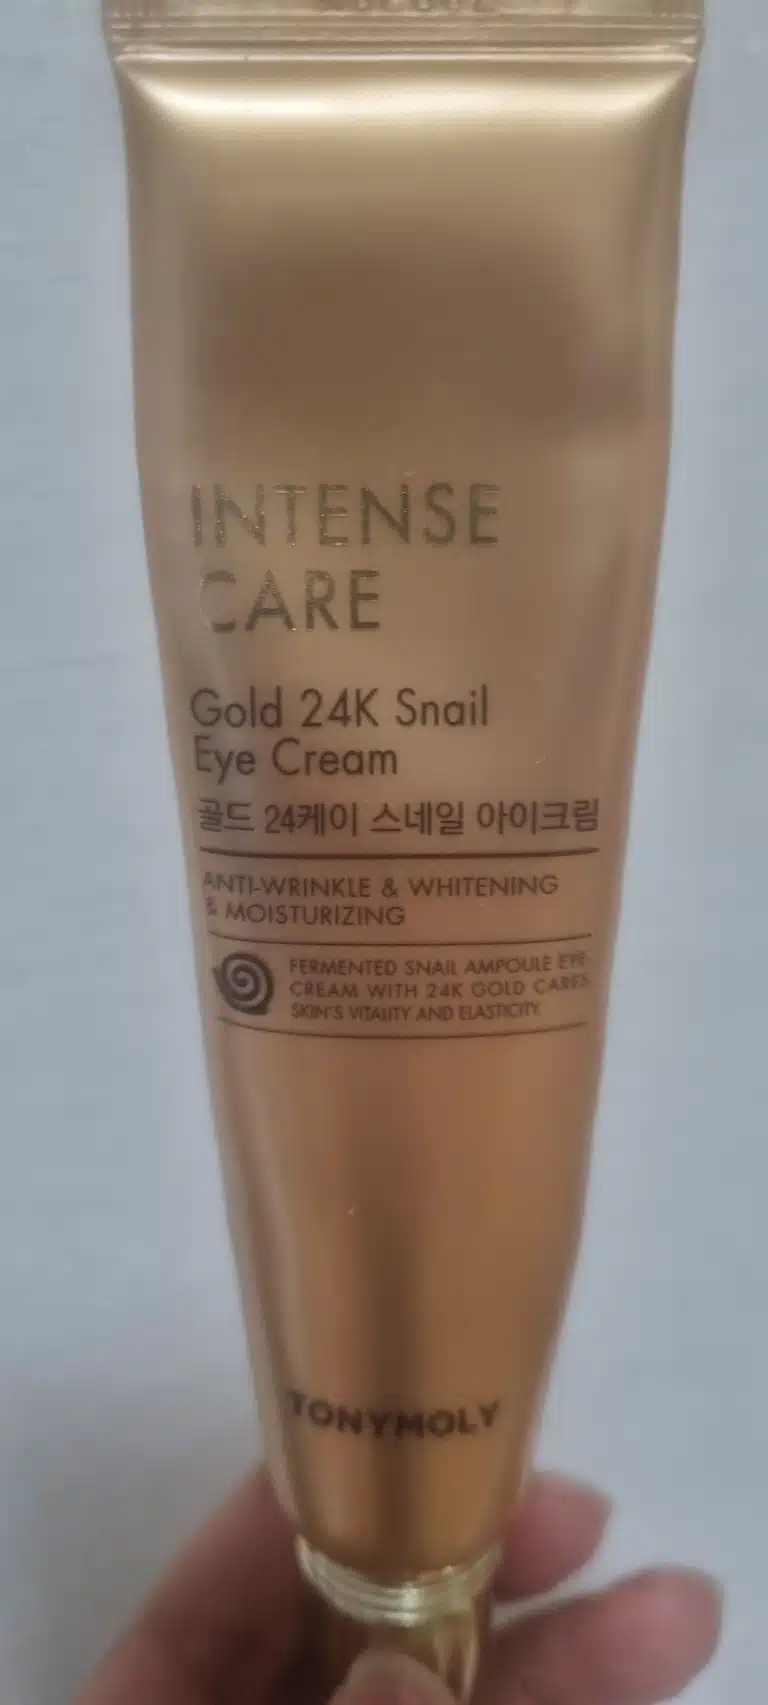 INTENSE
CARE
Gold 24K Snail
Eye Cream
골드 24케이 스네일 아이크림
ANTI-WRINKLE & WHITENING
& MOISTURIZING
FERMENTED SNAIL AMPOULE EYE-
CREAM WITH 24K GOLD CARES
SKIN'S VITALITY AND ELASTICITY.
TONYMOLY